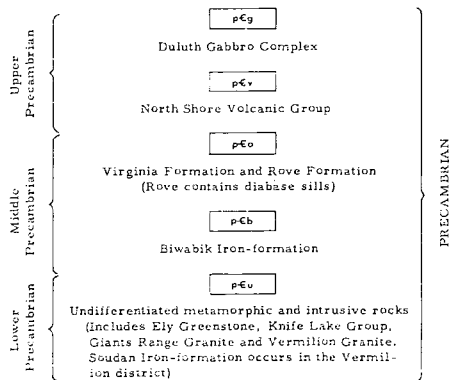 p€g
Duluth Gabbro Complex
p€v
North Shore Volcanic Group
Upper
Precambrian
p€a
Virginia Formation and Rove Formation
(Rove contains diabase sills)
p€b
Biwabik Iron-formation
Middle
Precambrian
p€u
Undifferentiated metamorphic and intrusive rocks
(Includes Ely Greenstone, Knife Lake Group,
Giants Range Granite and Vermilion Granite.
Soudan Iron-formation occurs in the Vermil-
ion district)
Lower
Precambrian
PRECAMBRIAN